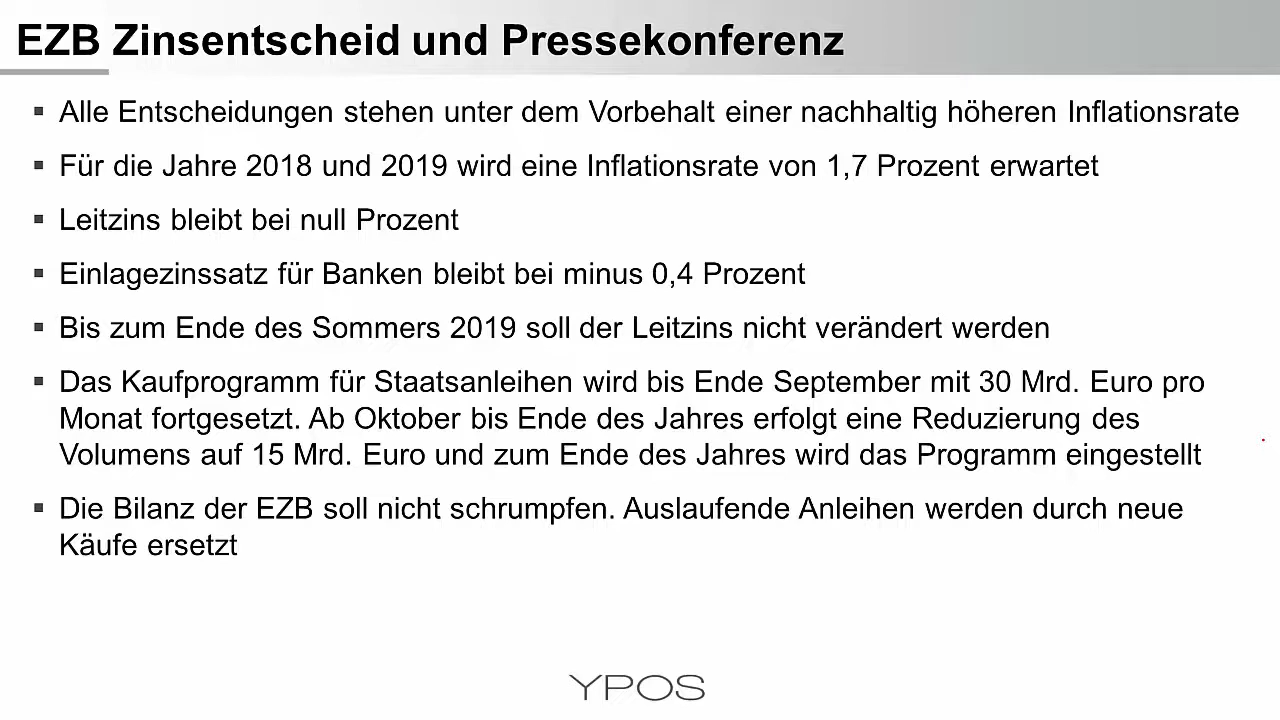 EZB Zinsentscheid und Pressekonferenz
▪ Alle Entscheidungen stehen unter dem Vorbehalt einer nachhaltig höheren Inflationsrate
▪ Für die Jahre 2018 und 2019 wird eine Inflationsrate von 1,7 Prozent erwartet
▪ Leitzins bleibt bei null Prozent
▪ Einlagezinssatz für Banken bleibt bei minus 0,4 Prozent
▪ Bis zum Ende des Sommers 2019 soll der Leitzins nicht verändert werden
▪ Das Kaufprogramm für Staatsanleihen wird bis Ende September mit 30 Mrd. Euro pro
Monat fortgesetzt. Ab Oktober bis Ende des Jahres erfolgt eine Reduzierung des
Volumens auf 15 Mrd. Euro und zum Ende des Jahres wird das Programm eingestellt
▪ Die Bilanz der EZB soll nicht schrumpfen. Auslaufende Anleihen werden durch neue
Käufe ersetzt
YPOS